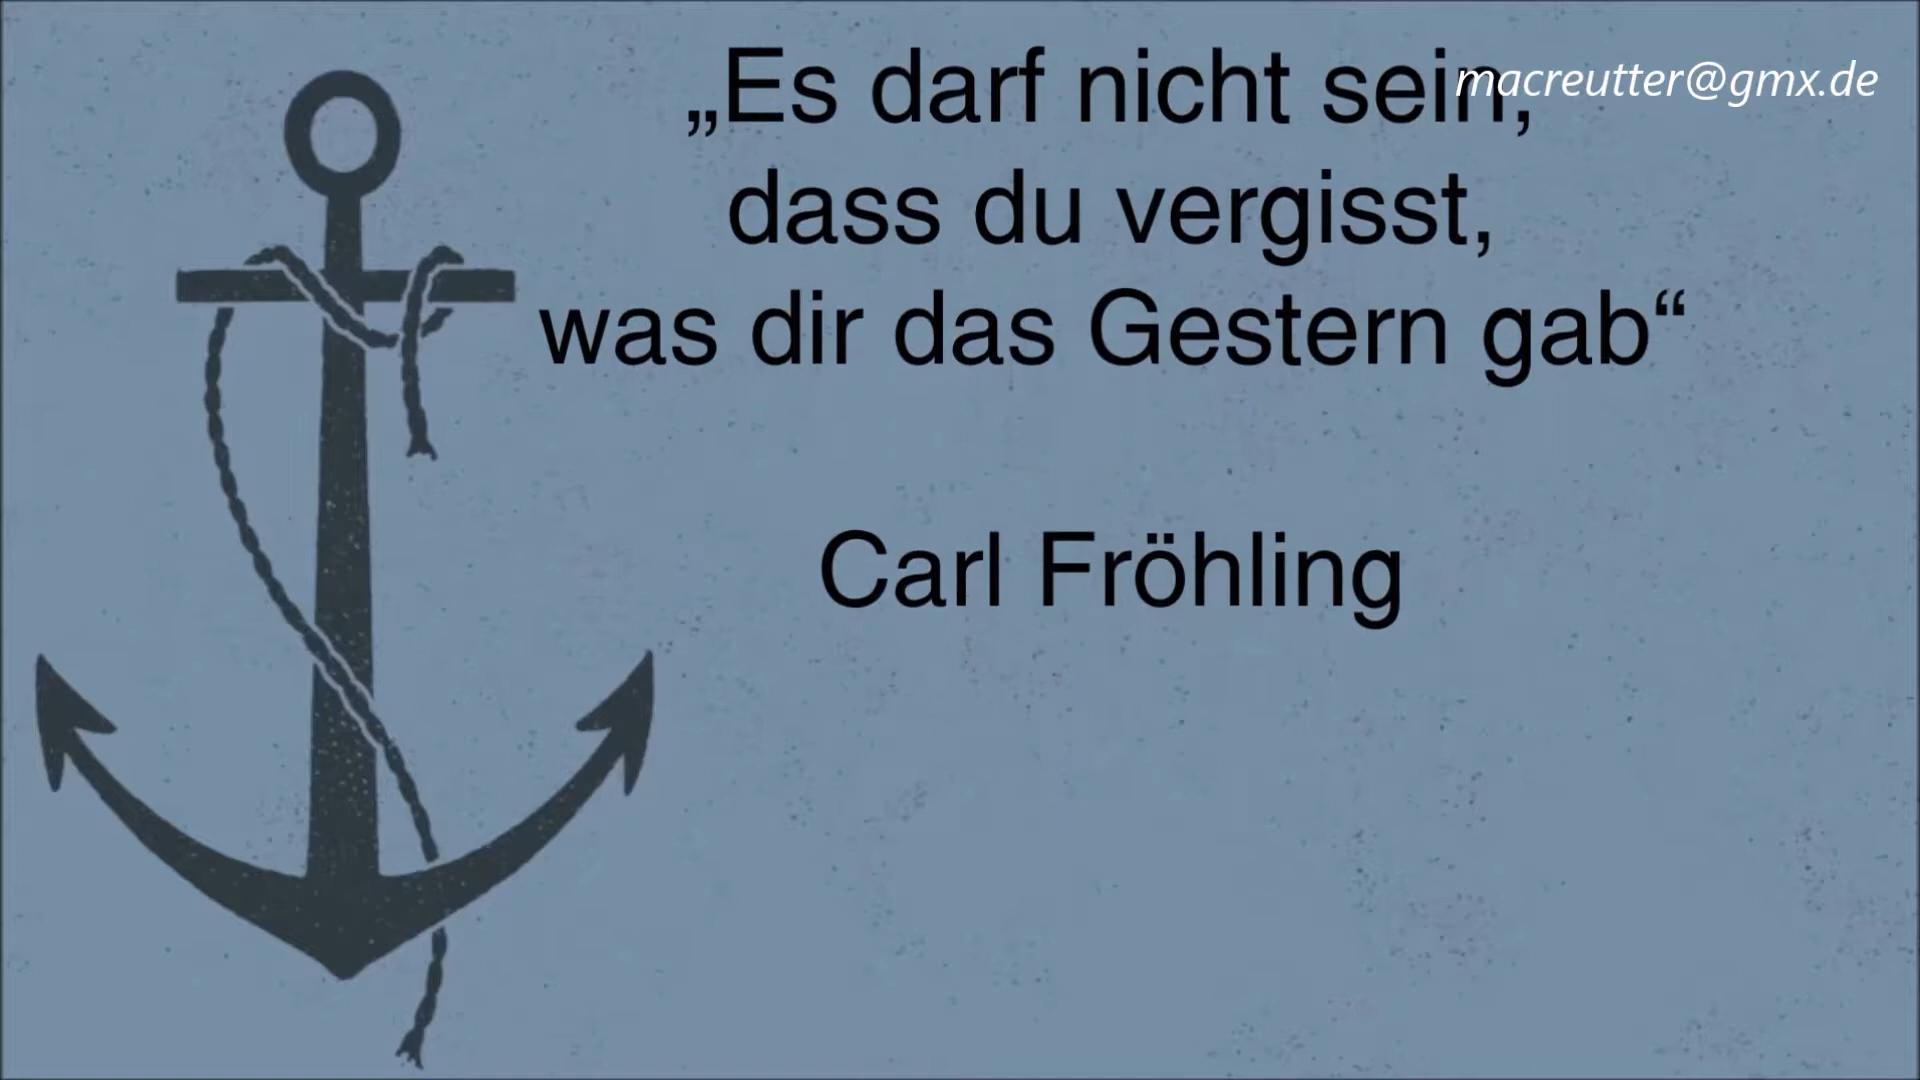 „Es darf nicht sein,
macreutter@gmx.de
dass du vergisst,
was dir das Gestern gab“
Carl Fröhling